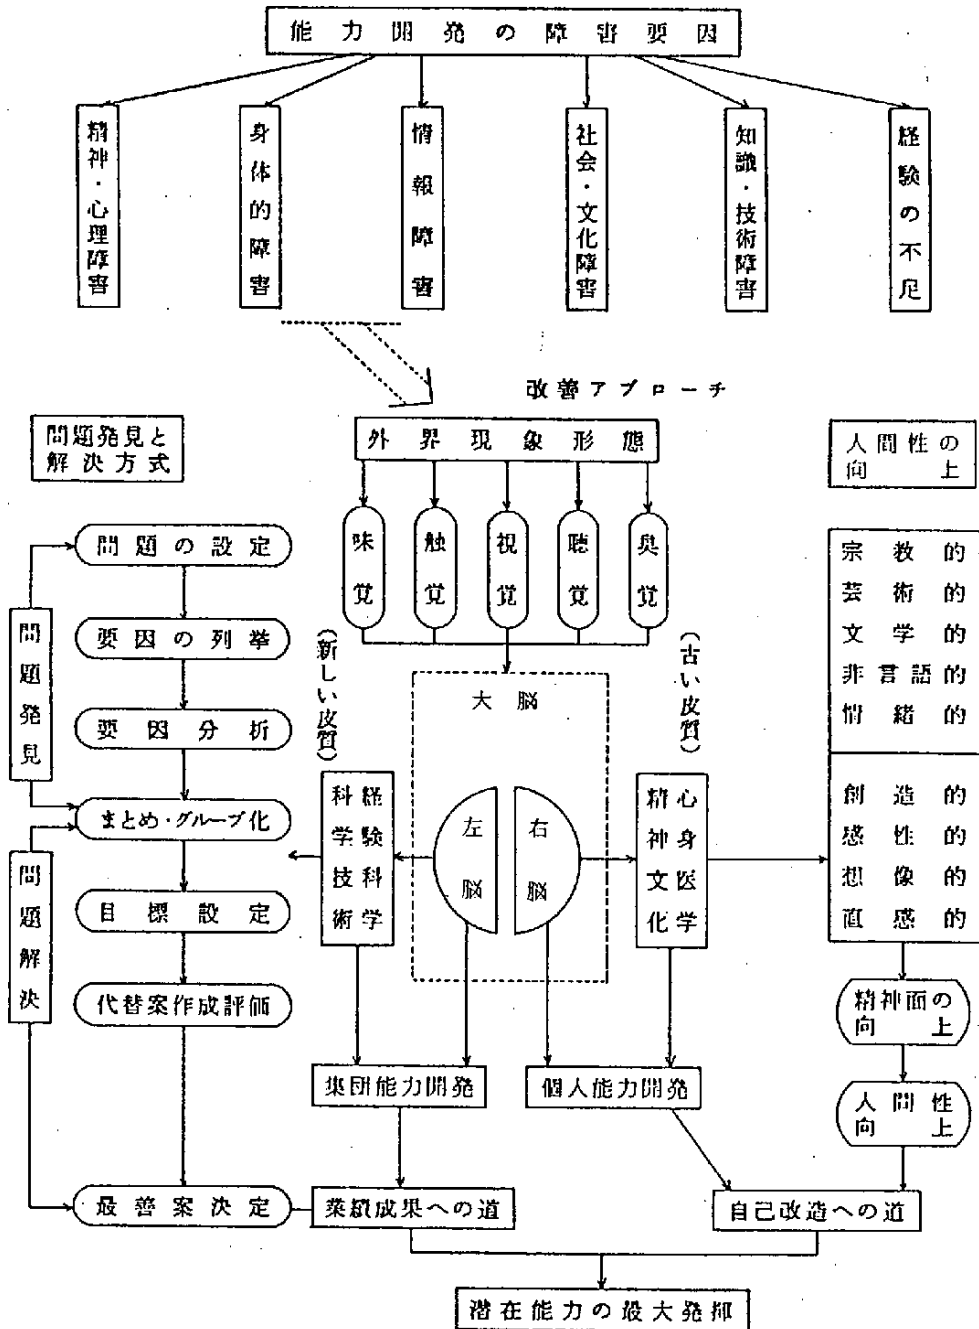 能力開発の障害要因
精神・心理障害
身体的障害
情報障害
社会・文化障害
知識・技術障害
経験の不足
改善アプローチ
問題発見と
解決方式
外界現象形態
人間性の
向上
味覚
触覚
視覚
聴覚
臭覚
問題の設定
要因の列挙
要因分析
まとめ・グループ化
目標設定
代替案作成評価
最善案決定
問題発見
問題解決
(新しい皮質)
(古い皮質)
大脳
左脳
右脳
経験科学
科学技術
心身医学
精神文化
宗教的
芸術的
文学的
非言語的
情緒的
創造的
感性的
想像的
直感的
精神面の
向上
人間性
向上
集団能力開発
個人能力開発
業績成果への道
自己改造への道
潜在能力の最大発揮